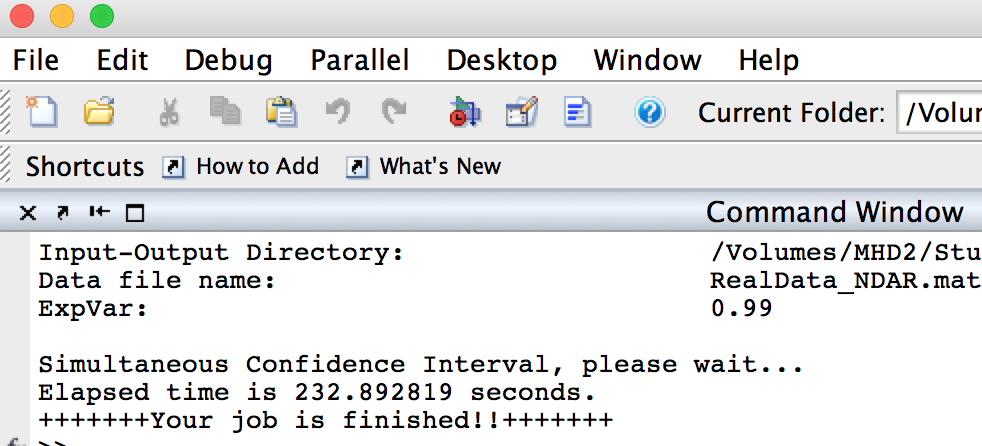 File Edit Debug Parallel Desktop Window Help
Current Folder: /Volu
Shortcuts How to Add What's New
Command Window
Input-Output Directory: /Volumes/MHD2/Stu
Data file name: RealData_NDAR.mat
ExpVar: 0.99
Simultaneous Confidence Interval, please wait...
Elapsed time is 232.892819 seconds.
+++++++Your job is finished!!+++++++
>>